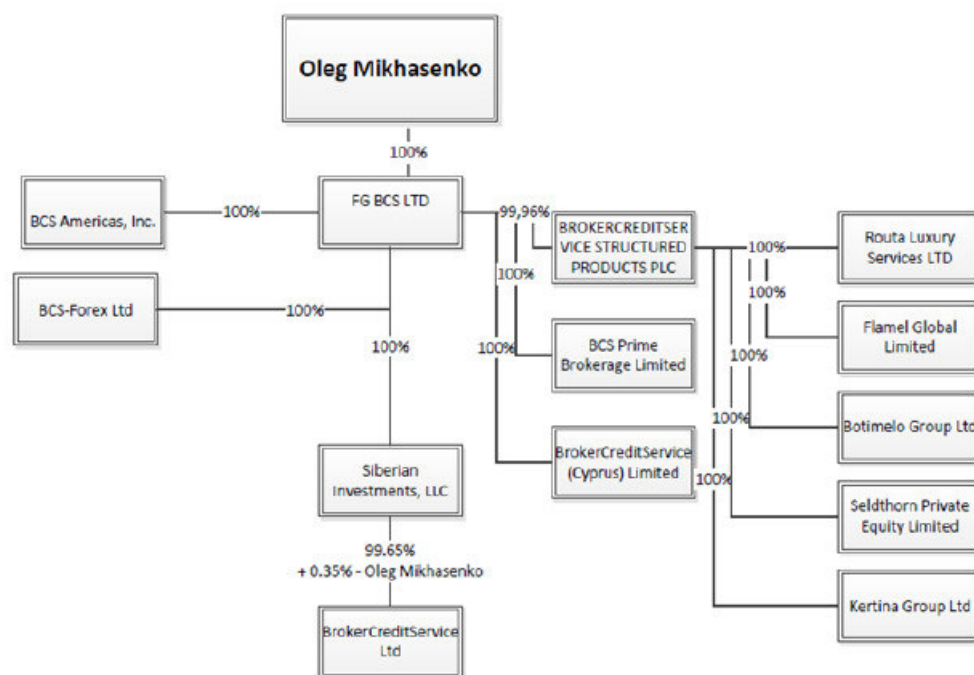 Oleg Mikhasenko
100%
FG BCS LTD
BCS Americas, Inc.
100%
BCS-Forex Ltd
100%
100%
Siberian
Investments, LLC
99.65%
+ 0.35% - Oleg Mikhasenko
BrokerCreditService
Ltd
99,96%
BROKERCREDITSER
VICE STRUCTURED
PRODUCTS PLC
100%
BCS Prime
Brokerage Limited
100%
BrokerCreditService
(Cyprus) Limited
100%
Routa Luxury
Services LTD
100%
Flamel Global
Limited
100%
Botimelo Group Ltd
100%
Seldthorn Private
Equity Limited
100%
Kertina Group Ltd